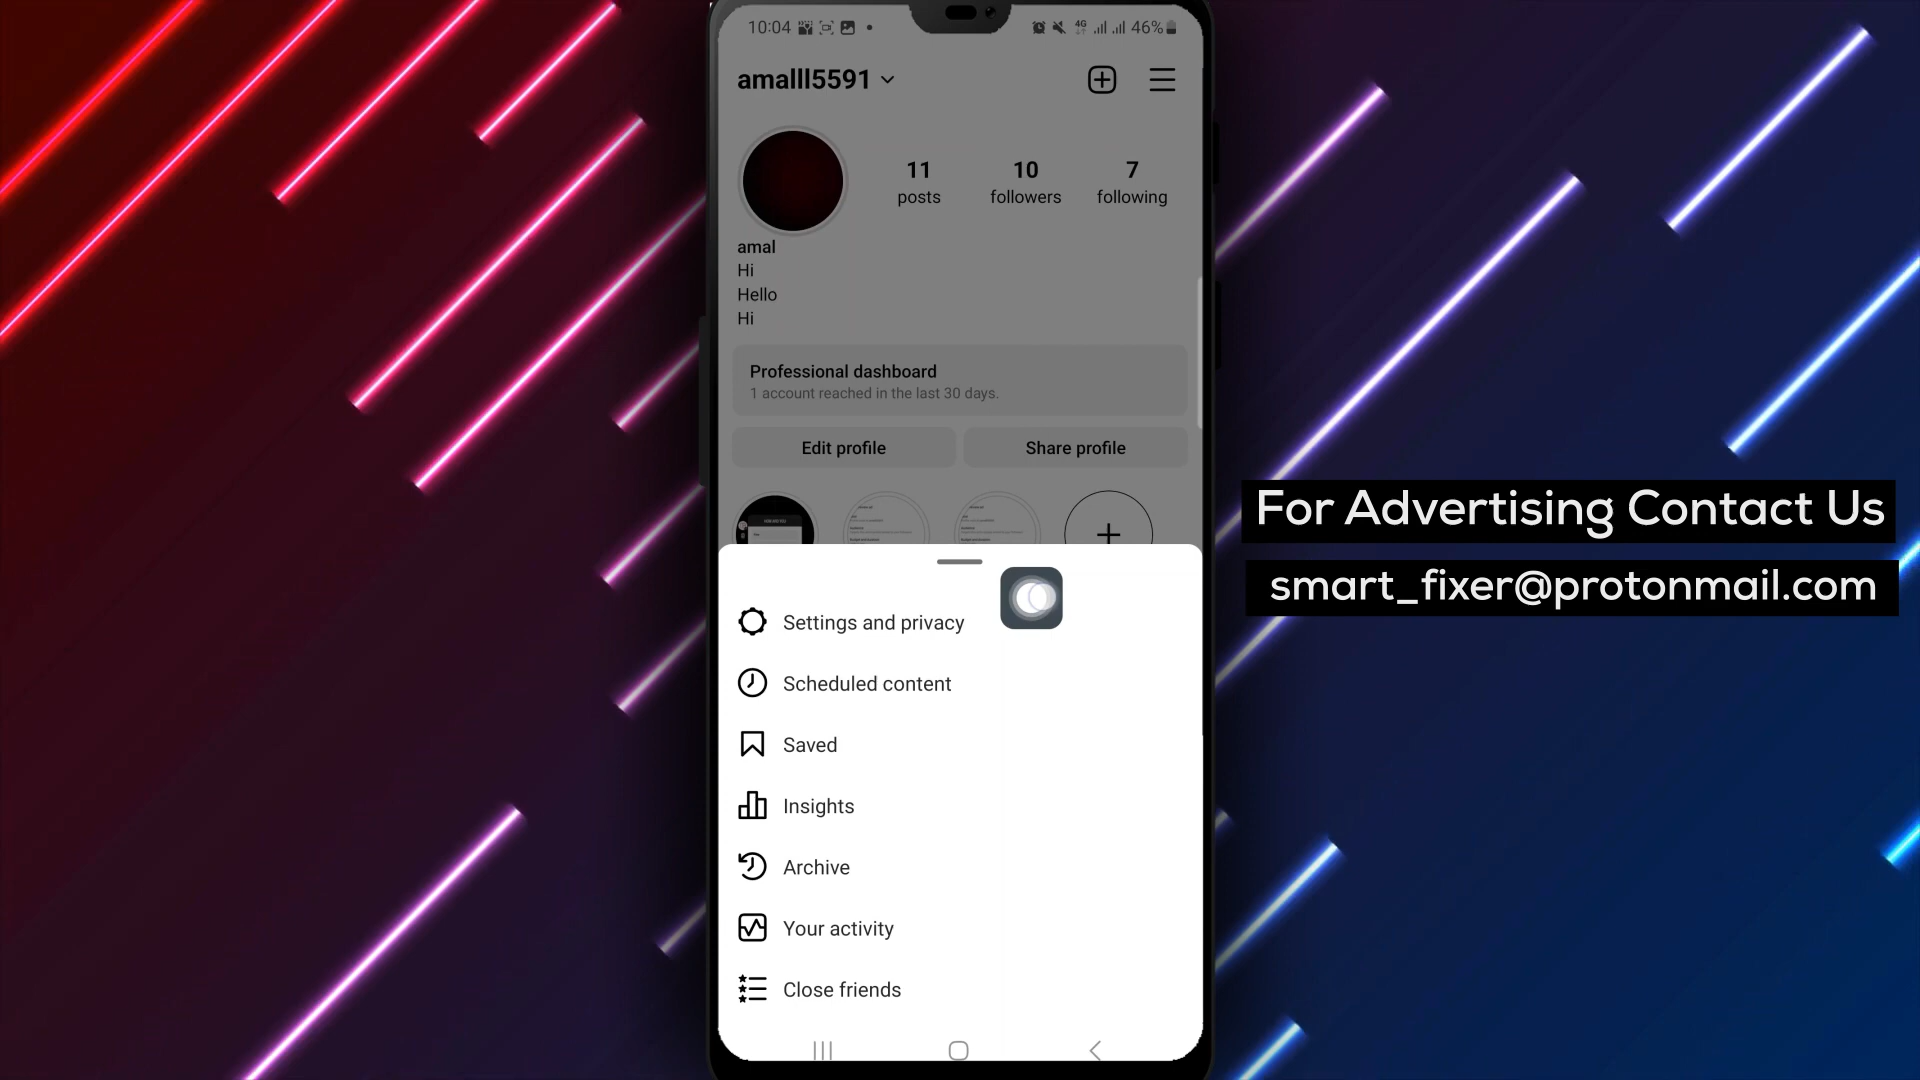 10:04
4G 46%
amalll5591
11 10 7
posts followers following
amal
Hi
Hello
Hi
Professional dashboard
1 account reached in the last 30 days.
Edit profile Share profile
Settings and privacy
Scheduled content
Saved
Insights
Archive
Your activity
Close friends
For Advertising Contact Us
smart_fixer@protonmail.com